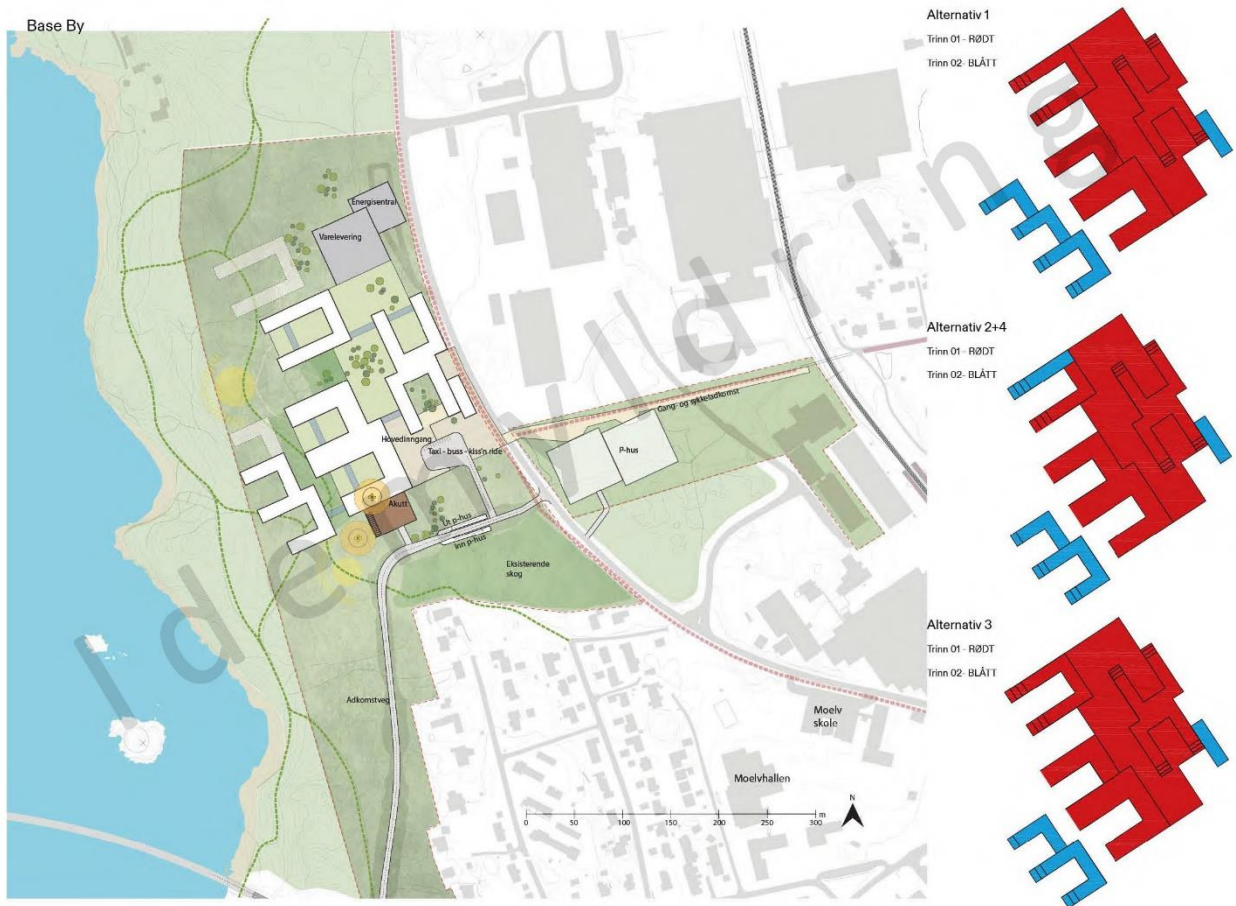 Base By
Energisentral
Varelevering
Hovedinngang
Taxi - buss - kiss'n ride
Gang- og sykkeladkomst
P-hus
Akutt
Ut p-hus
Inn p-hus
Eksisterende
skog
Adkomstveg
Moelv
skole
Moelvhallen
0 50 100 150 200 250 300 m
N
Idemyldring
Alternativ 1
Trinn 01 - RØDT
Trinn 02- BLÅTT
Alternativ 2+4
Trinn 01 - RØDT
Trinn 02- BLÅTT
Alternativ 3
Trinn 01 - RØDT
Trinn 02- BLÅTT